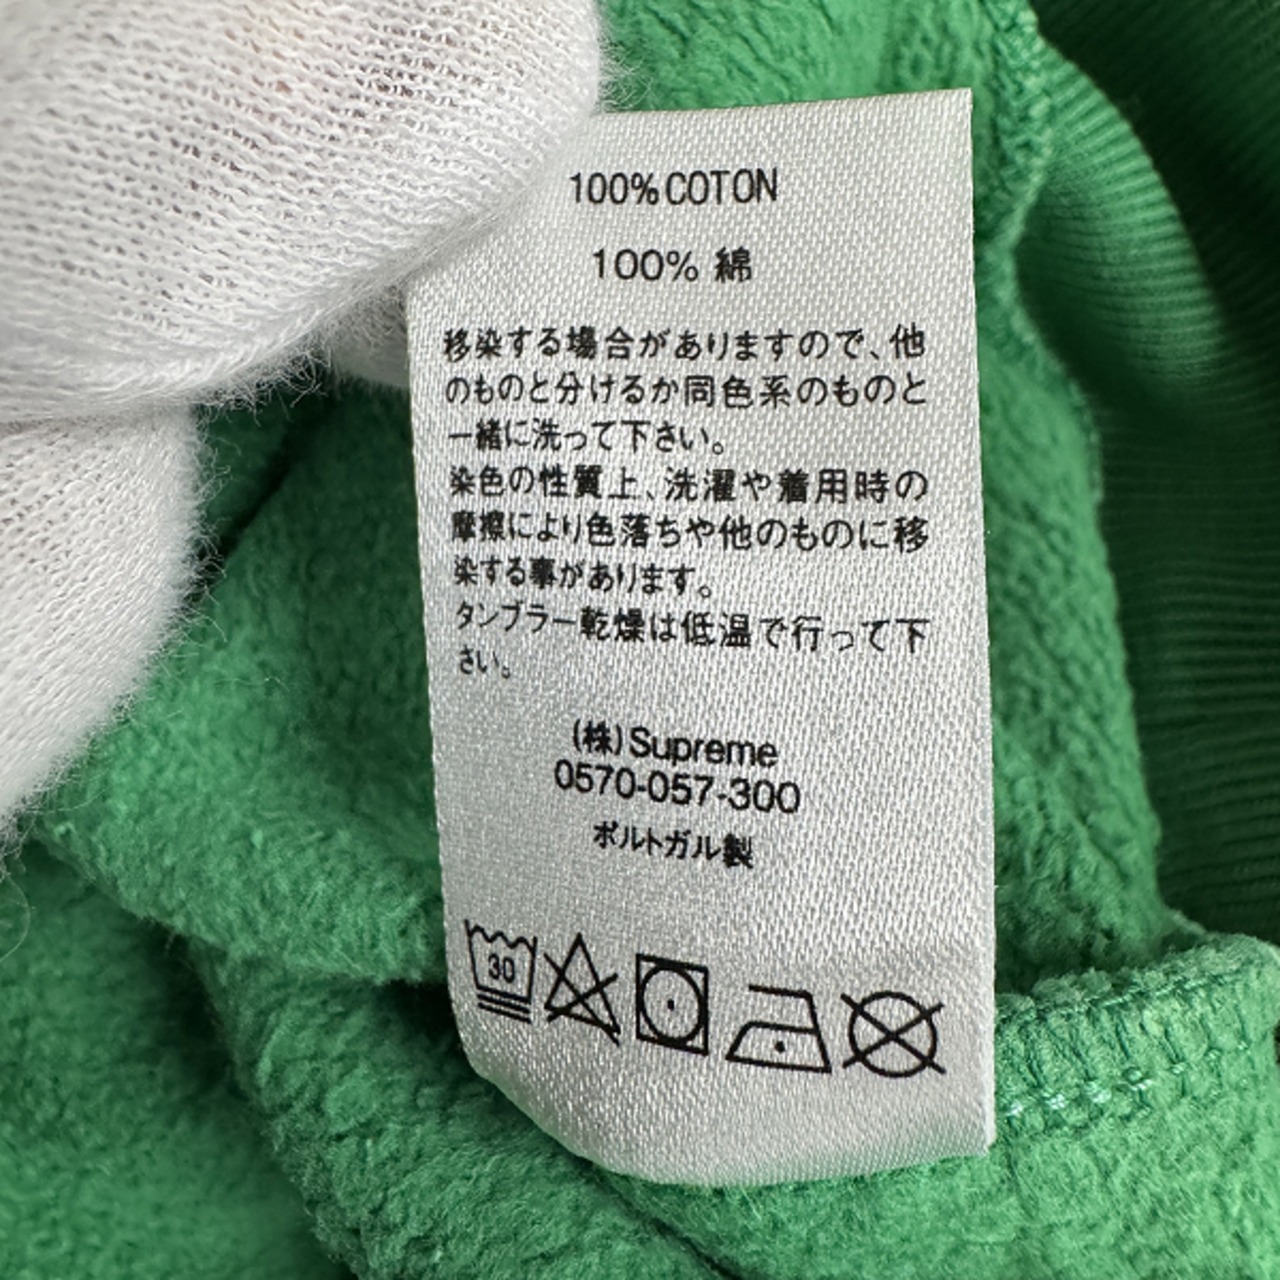 100%COTON
100% 綿
移染する場合がありますので、他
のものと分けるか同色系のものと
一緒に洗って下さい。
染色の性質上、洗濯や着用時の
摩擦により色落ちや他のものに移
染する事があります。
タンブラー乾燥は低温で行って下
さい。
(株)Supreme
0570-057-300
ポルトガル製
30